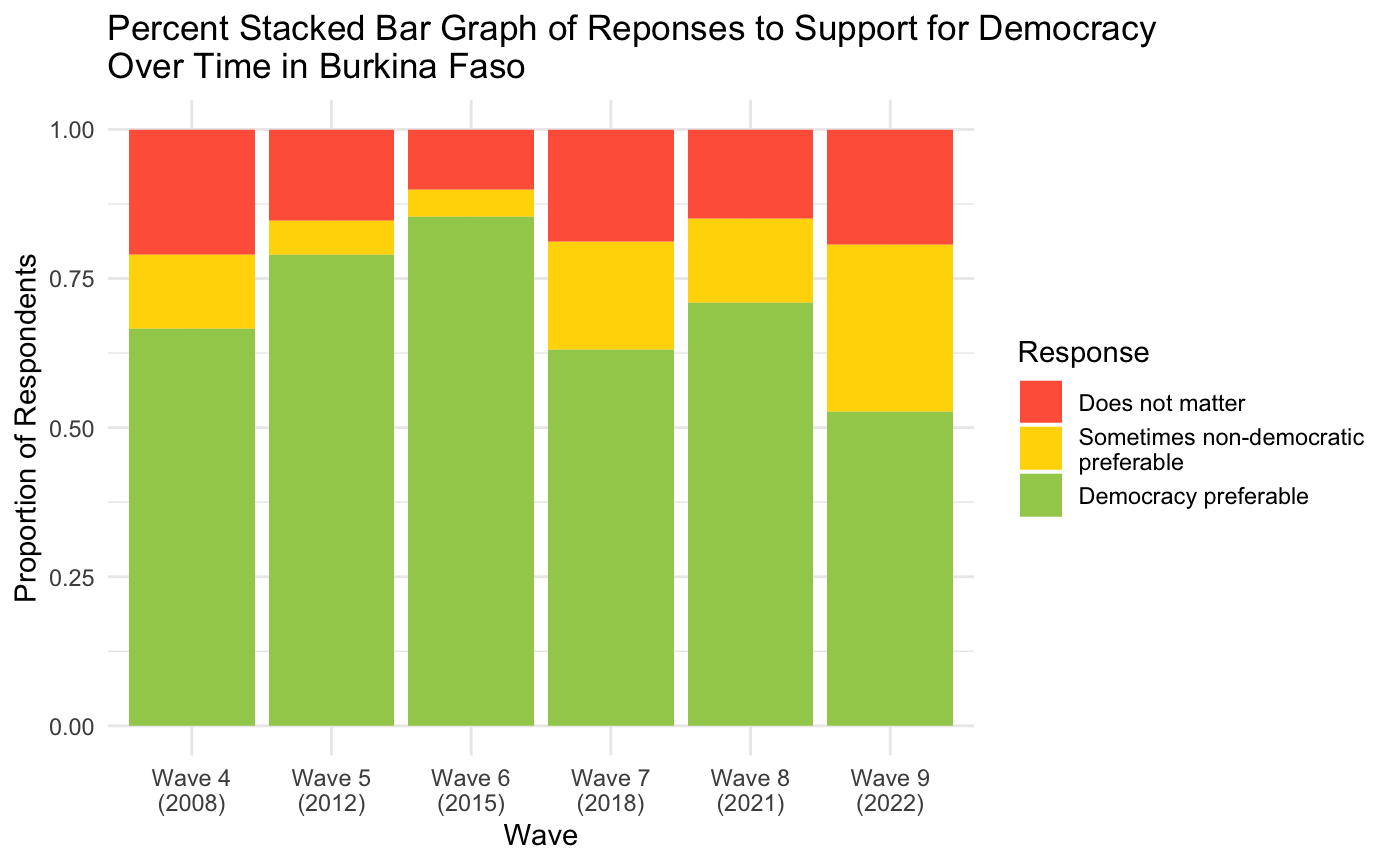 Percent Stacked Bar Graph of Reponses to Support for Democracy
Over Time in Burkina Faso
1.00
0.75
0.50
0.25
0.00
Proportion of Respondents
Wave 4
(2008)
Wave 5
(2012)
Wave 6
(2015)
Wave 7
(2018)
Wave 8
(2021)
Wave 9
(2022)
Wave
Response
Does not matter
Sometimes non-democratic
preferable
Democracy preferable